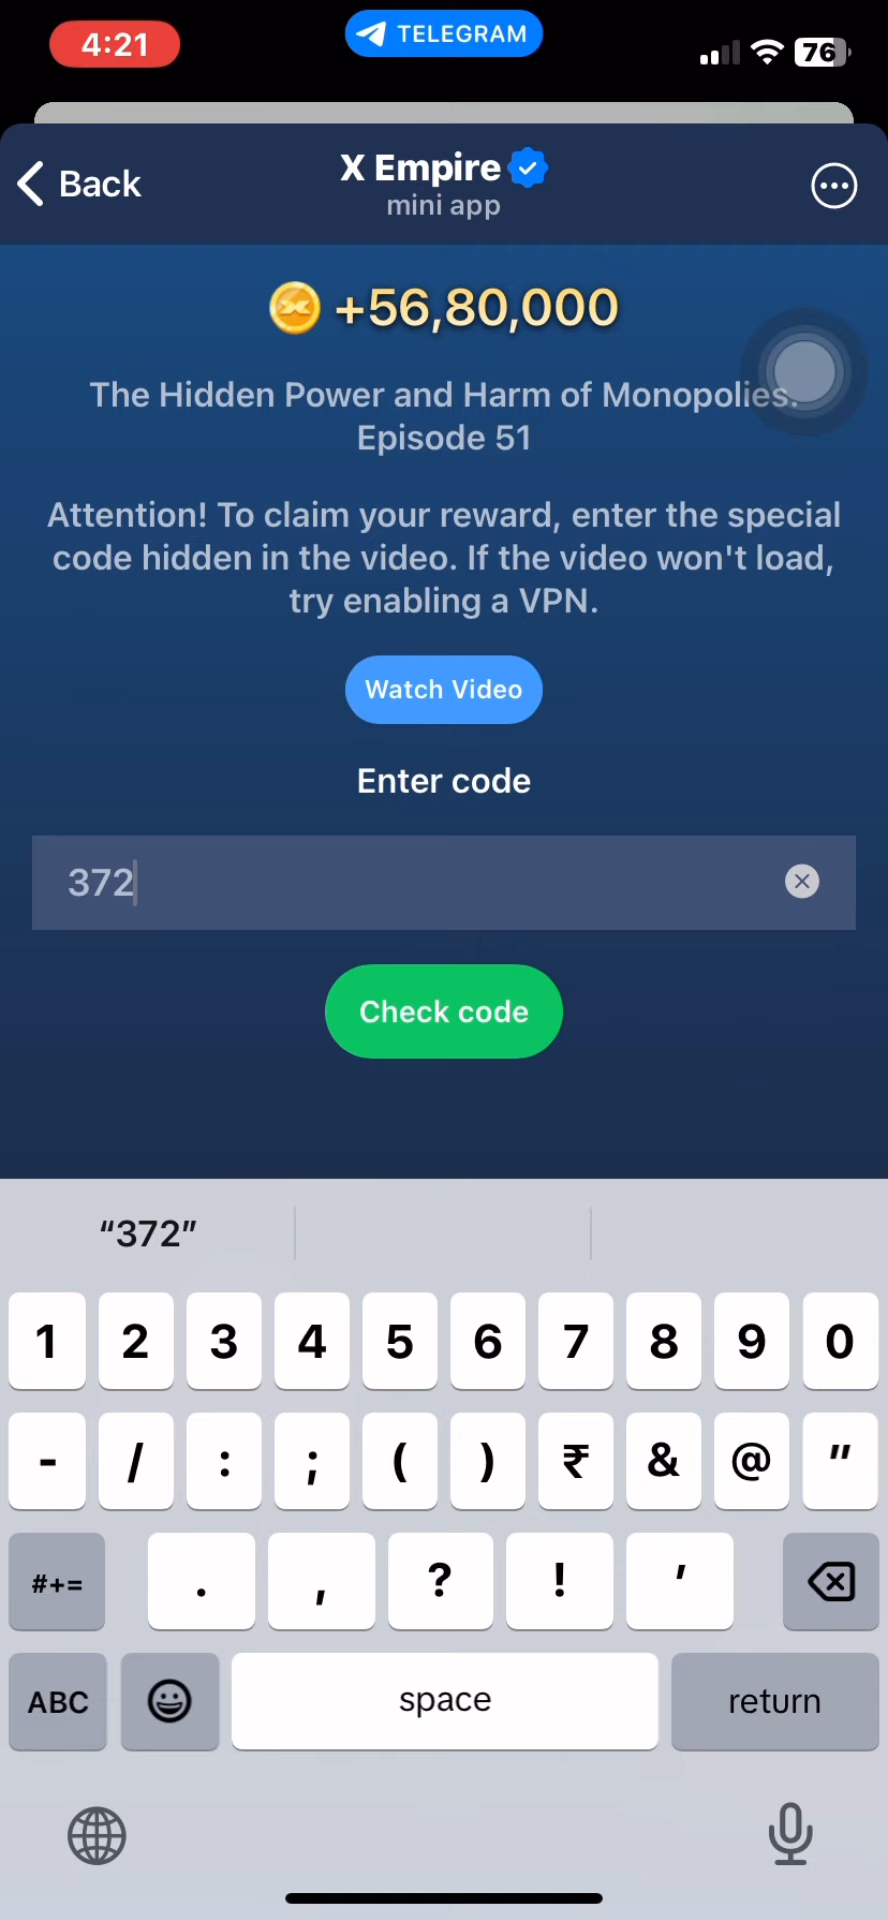 4:21
TELEGRAM
76
Back
X Empire
mini app
+56,80,000
The Hidden Power and Harm of Monopolies.
Episode 51
Attention! To claim your reward, enter the special
code hidden in the video. If the video won't load,
try enabling a VPN.
Watch Video
Enter code
372
Check code
“372”
1 2 3 4 5 6 7 8 9 0
- / : ; ( ) ₹ & @ "
#+= . , ? ! '
ABC space return